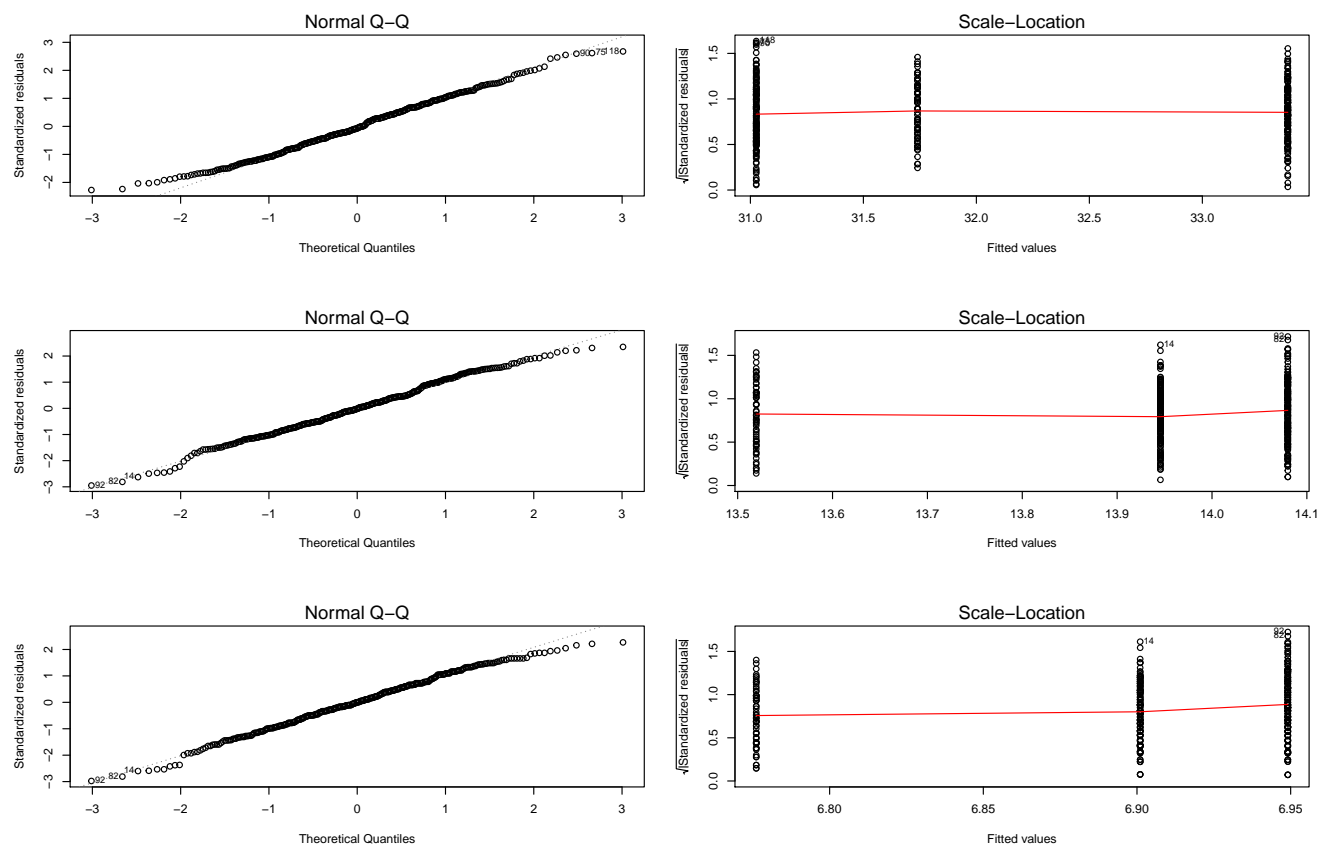 Normal Q−Q
Standardized residuals
3
2
1
0
−1
−2
90 75 118
−3 −2 −1 0 1 2 3
Theoretical Quantiles
Scale−Location
√|Standardized residuals|
1.5
1.0
0.5
0.0
31.0 31.5 32.0 32.5 33.0
Fitted values
Normal Q−Q
Standardized residuals
2
1
0
−1
−2
−3
92 82 14
−3 −2 −1 0 1 2 3
Theoretical Quantiles
Scale−Location
√|Standardized residuals|
1.5
1.0
0.5
0.0
14
92
82
13.5 13.6 13.7 13.8 13.9 14.0 14.1
Fitted values
Normal Q−Q
Standardized residuals
2
1
0
−1
−2
−3
92 82 14
−3 −2 −1 0 1 2 3
Theoretical Quantiles
Scale−Location
√|Standardized residuals|
1.5
1.0
0.5
0.0
14
92
82
6.80 6.85 6.90 6.95
Fitted values